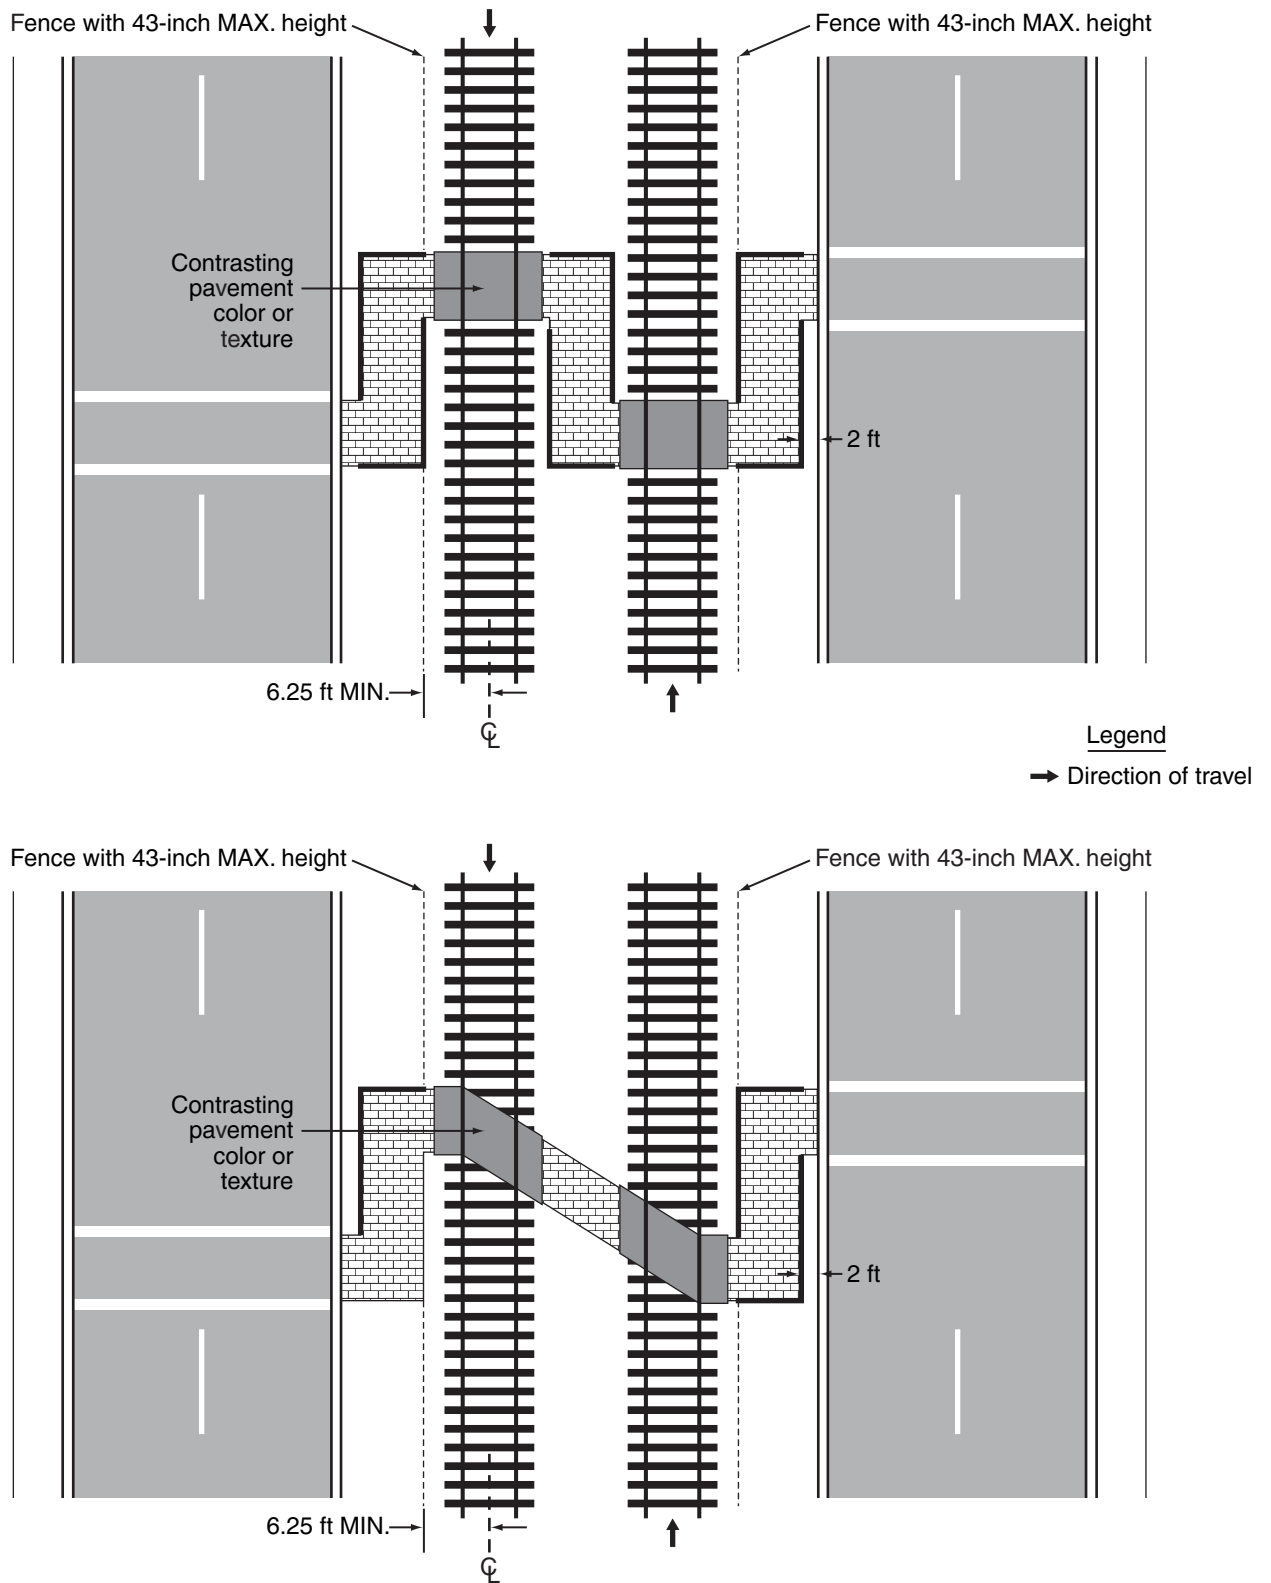 Fence with 43-inch MAX. height
Fence with 43-inch MAX. height
Contrasting
pavement
color or
texture
2 ft
6.25 ft MIN.
℄
Legend
Direction of travel
Fence with 43-inch MAX. height
Fence with 43-inch MAX. height
Contrasting
pavement
color or
texture
2 ft
6.25 ft MIN.
℄